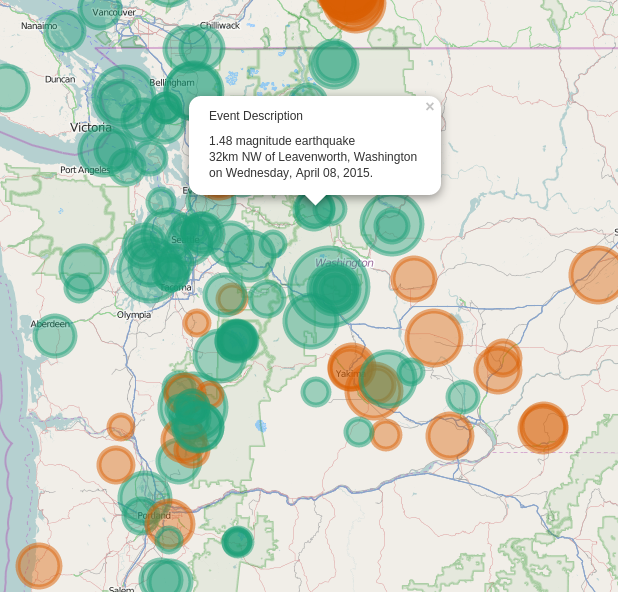 Vancouver
Nanaimo
Chilliwack
Duncan
Bellingham
Victoria
×
Event Description
1.48 magnitude earthquake
32km NW of Leavenworth, Washington
on Wednesday, April 08, 2015.
Port Angeles
Washington
Olympia
Aberdeen
Portland
Salem